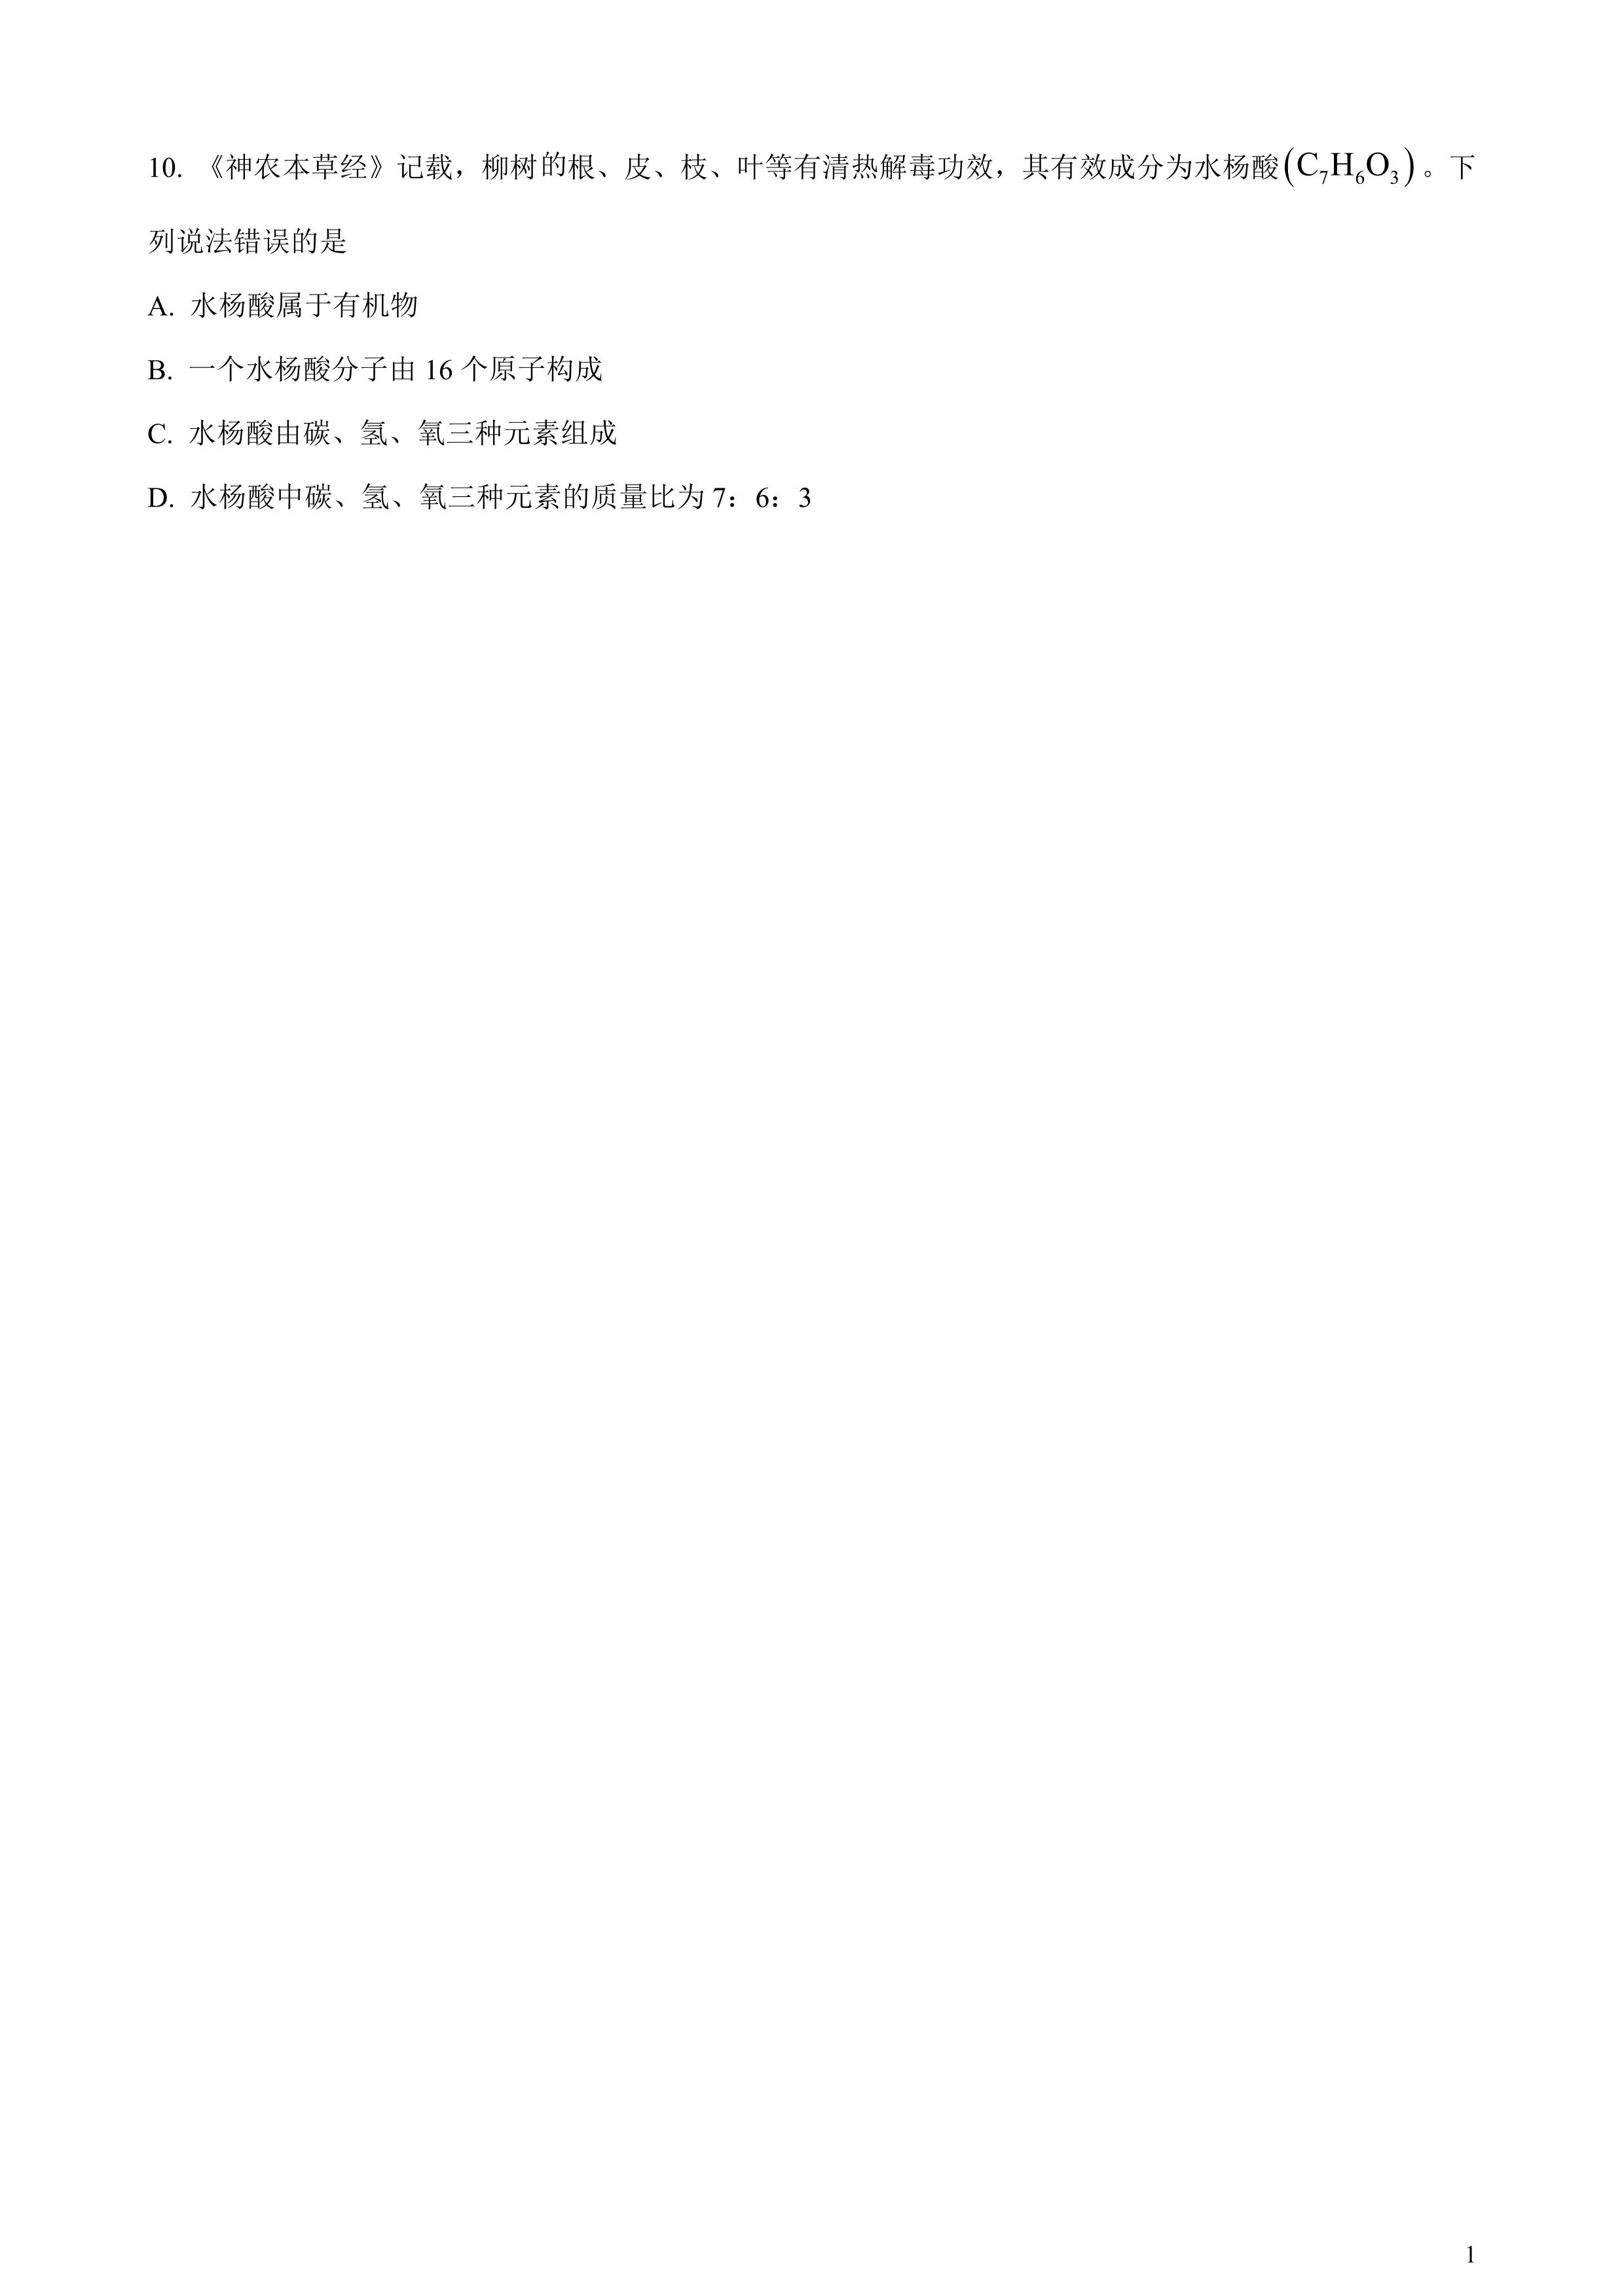 10. 《神农本草经》记载，柳树的根、皮、枝、叶等有清热解毒功效，其有效成分为水杨酸(C₇H₆O₃)。下
列说法错误的是
A. 水杨酸属于有机物
B. 一个水杨酸分子由 16 个原子构成
C. 水杨酸由碳、氢、氧三种元素组成
D. 水杨酸中碳、氢、氧三种元素的质量比为 7：6：3
1